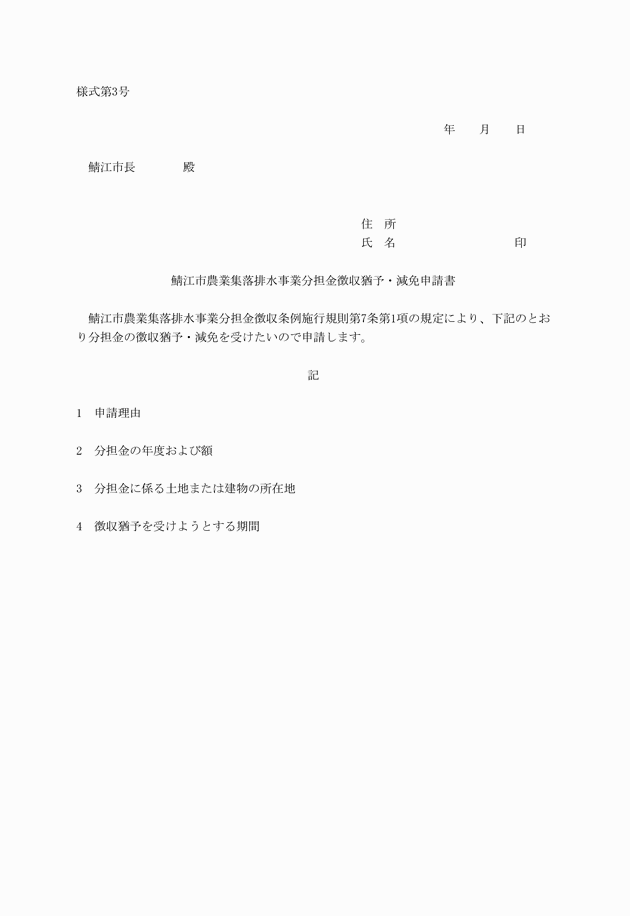 様式第3号
年　　月　　日
鯖江市長　　　　殿
住　所
氏　名　　　　　　　　　　印
鯖江市農業集落排水事業分担金徴収猶予・減免申請書
鯖江市農業集落排水事業分担金徴収条例施行規則第7条第1項の規定により、下記のとお
り分担金の徴収猶予・減免を受けたいので申請します。
記
1　申請理由
2　分担金の年度および額
3　分担金に係る土地または建物の所在地
4　徴収猶予を受けようとする期間